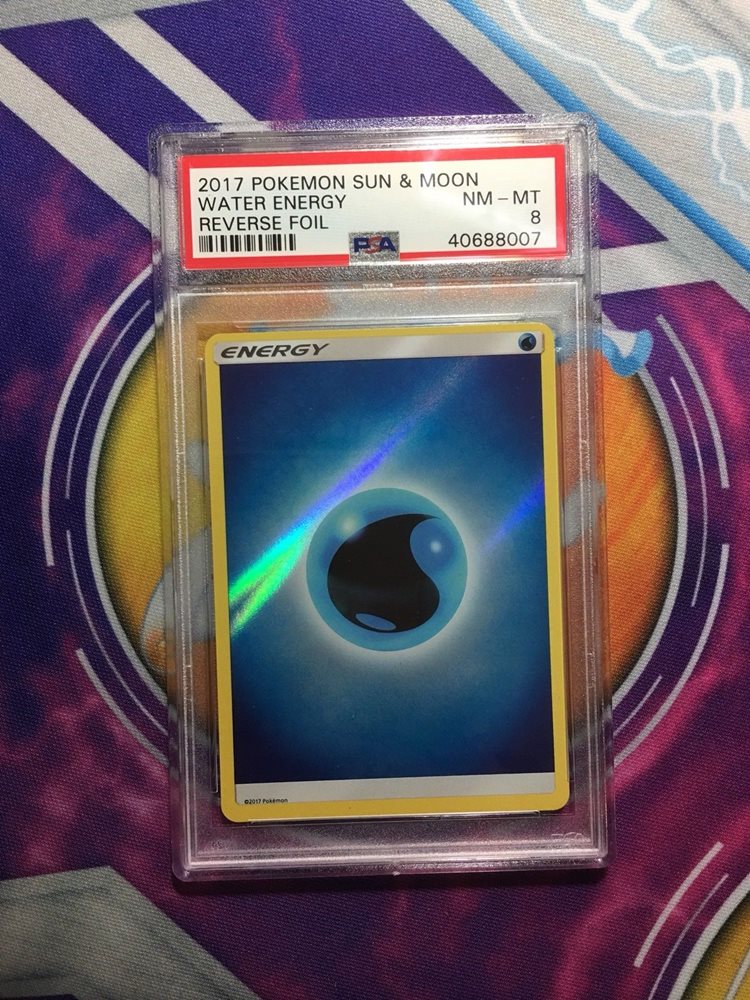 2017 POKEMON SUN & MOON
WATER ENERGY NM - MT
REVERSE FOIL 8
PSA 40688007
ENERGY
©2017 Pokémon